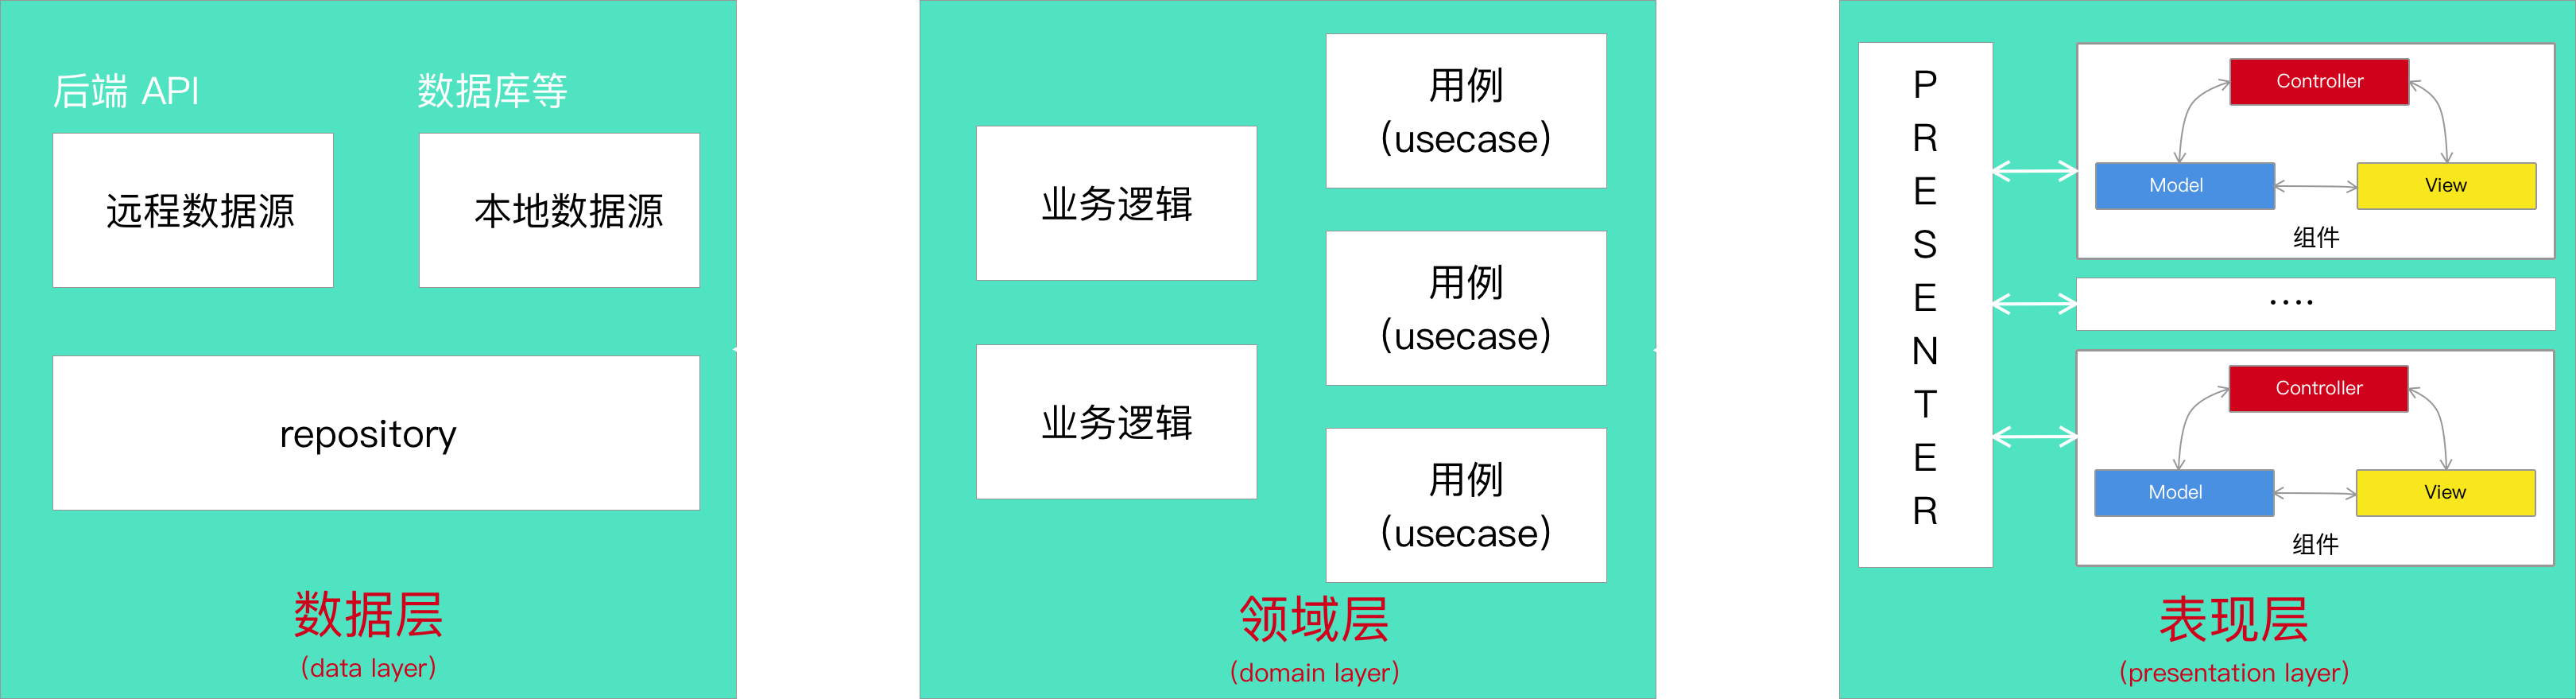 后端 API
数据库等
远程数据源
本地数据源
repository
数据层
(data layer)
业务逻辑
业务逻辑
用例
(usecase)
用例
(usecase)
用例
(usecase)
领域层
(domain layer)
P
R
E
S
E
N
T
E
R
Controller
Model
View
组件
....
Controller
Model
View
组件
表现层
(presentation layer)